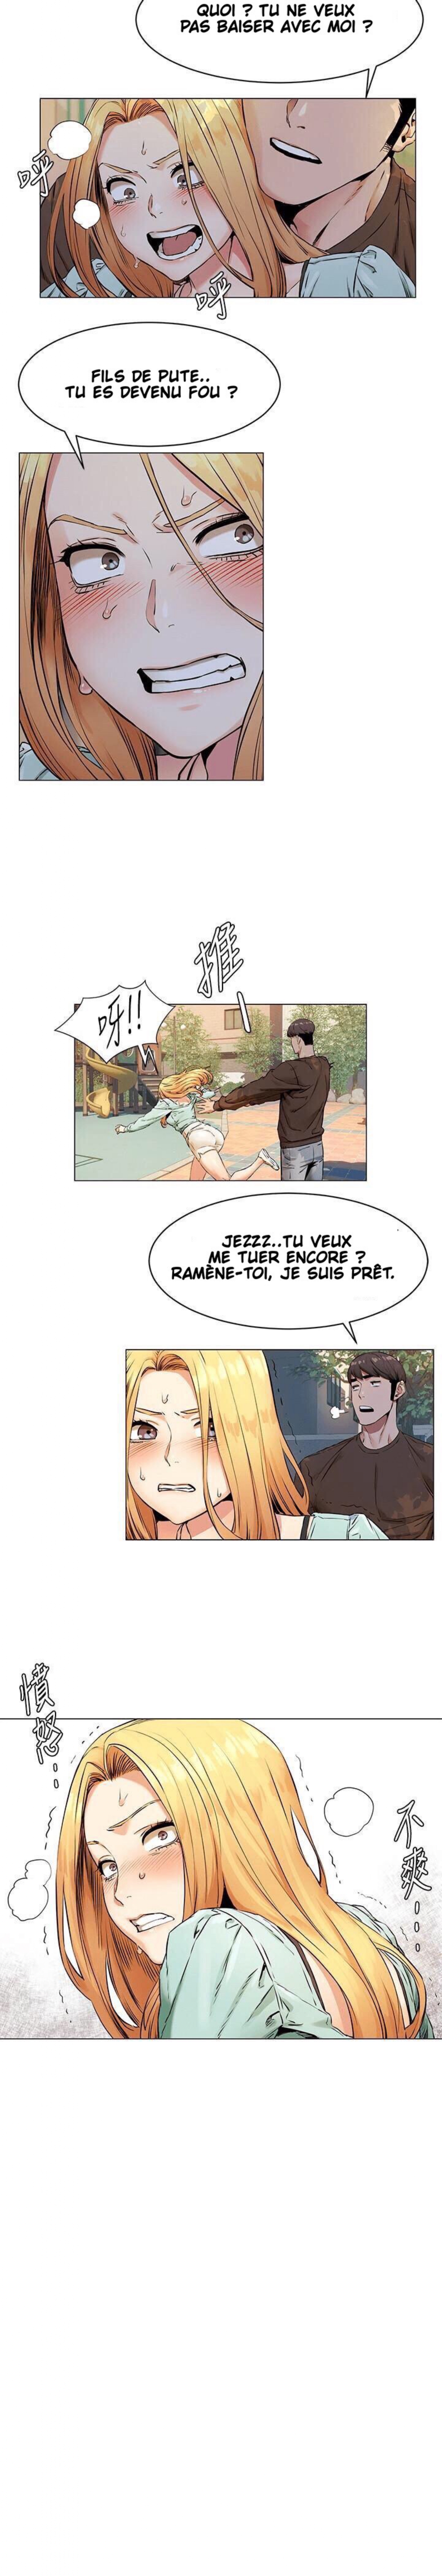 QUOI ? TU NE VEUX
PAS BAISER AVEC MOI ?
呼
呼
FILS DE PUTE..
TU ES DEVENU FOU ?
推
呀!!
JEZZZ..TU VEUX
ME TUER ENCORE ?
RAMÈNE-TOI, JE SUIS PRÊT.
憤怒…
不爽……